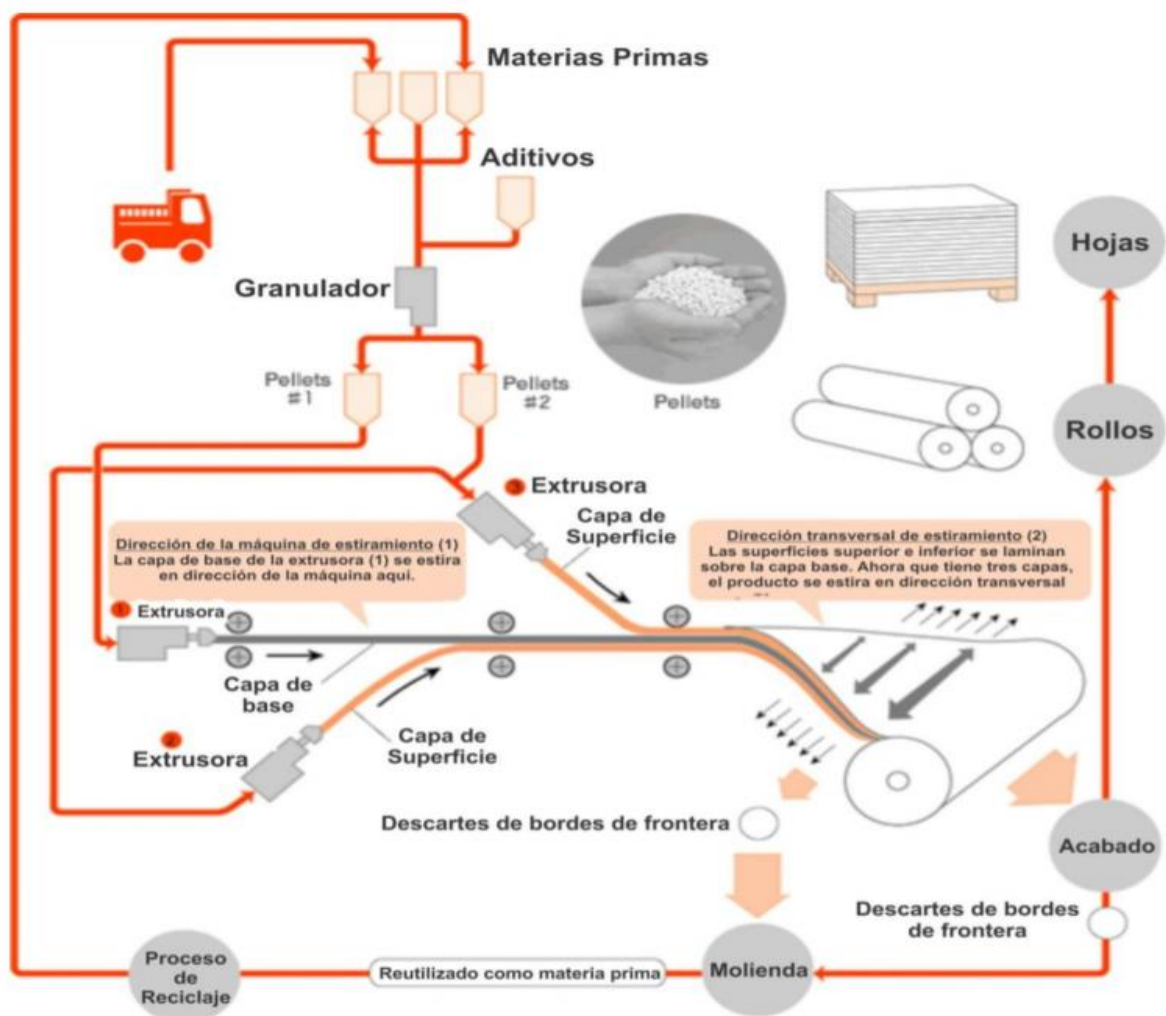 Materias Primas
Aditivos
Granulador
Pellets
#1
Pellets
#2
Pellets
Hojas
Rollos
3 Extrusora
Capa de
Superficie
Dirección de la máquina de estiramiento (1)
La capa de base de la extrusora (1) se estira
en dirección de la máquina aqui.
Dirección transversal de estiramiento (2)
Las superficies superior e inferior se laminan
sobre la capa base. Ahora que tiene tres capas,
el producto se estira en dirección transversal
1 Extrusora
Capa de
base
2
Extrusora
Capa de
Superficie
Descartes de bordes de frontera
Acabado
Descartes de bordes
de frontera
Proceso
de
Reciclaje
Reutilizado como materia prima
Molienda